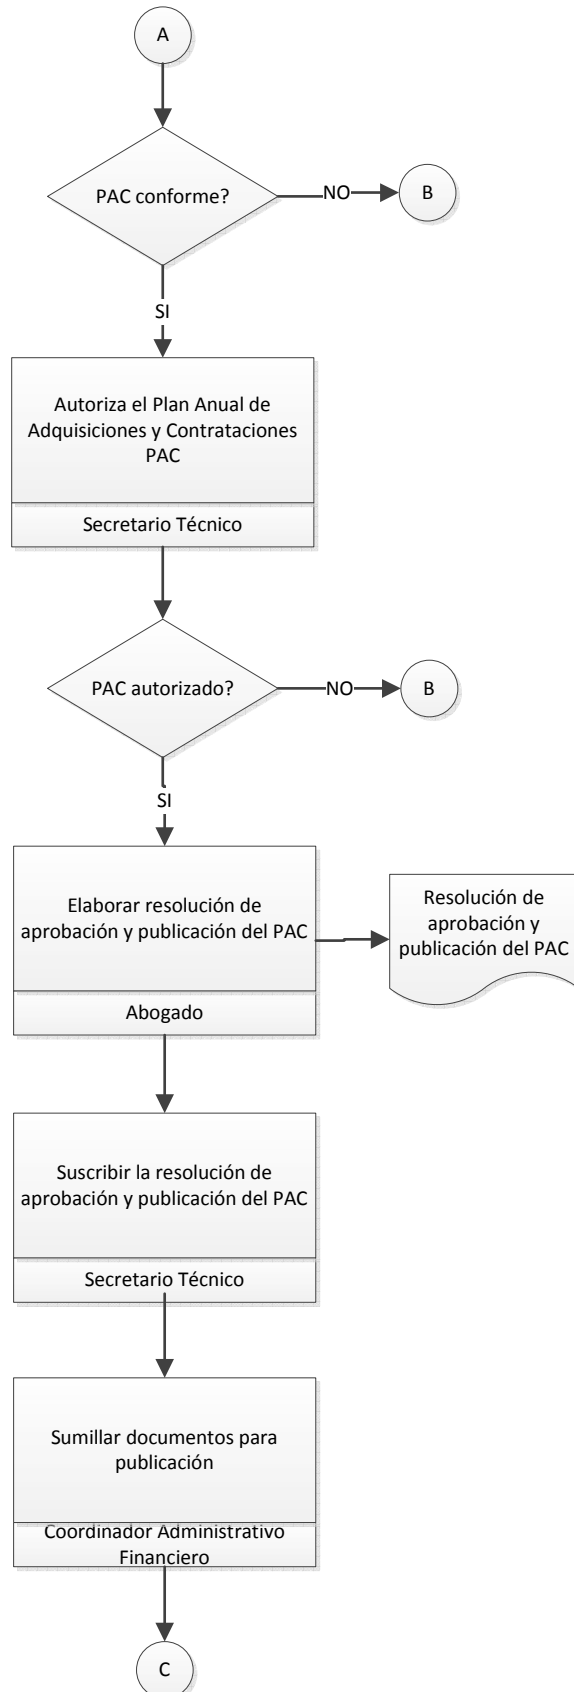 A
PAC conforme?
NO
B
SI
Autoriza el Plan Anual de
Adquisiciones y Contrataciones
PAC
Secretario Técnico
PAC autorizado?
NO
B
SI
Elaborar resolución de
aprobación y publicación del PAC
Abogado
Resolución de
aprobación y
publicación del PAC
Suscribir la resolución de
aprobación y publicación del PAC
Secretario Técnico
Sumillar documentos para
publicación
Coordinador Administrativo
Financiero
C